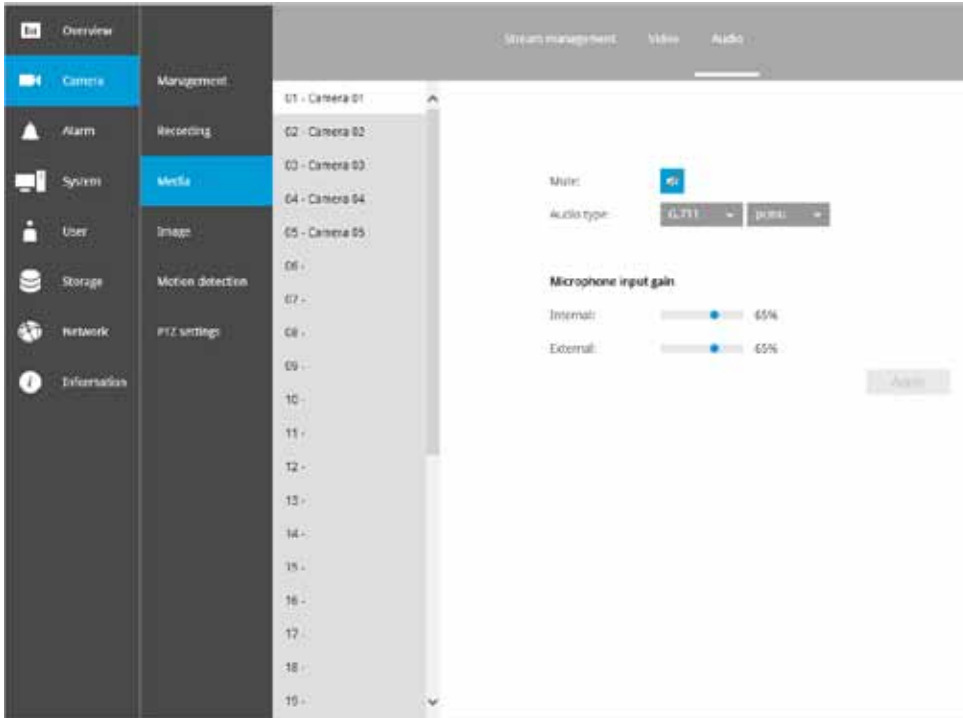 Overview
Camera
Alarm
System
User
Storage
Network
Information
Management
Recording
Media
Image
Motion detection
PTZ settings
01 - Camera 01
02 - Camera 02
03 - Camera 03
04 - Camera 04
05 - Camera 05
06 -
07 -
08 -
09 -
10 -
11 -
12 -
13 -
14 -
15 -
16 -
17 -
18 -
19 -
Stream management Video Audio
Mute:
Audio type: G.711 pcmu
Microphone input gain
Internal: 65%
External: 65%
Apply